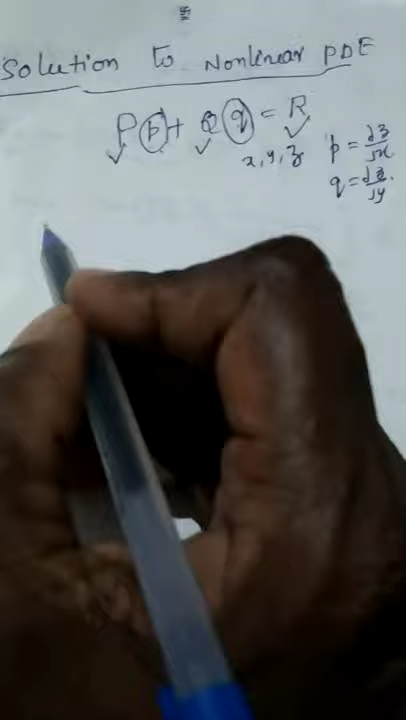 Solution to Nonlinear PDE
Pp + Qq = R
x, y, z
p = ∂z/∂x
q = ∂z/∂y.